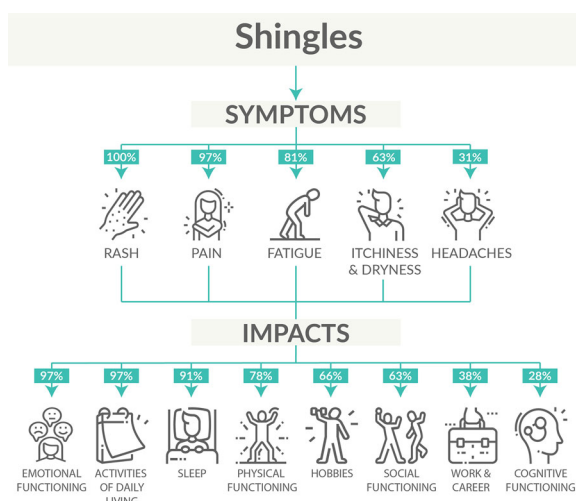 Shingles
SYMPTOMS
100% 97% 81% 63% 31%
RASH PAIN FATIGUE ITCHINESS HEADACHES
& DRYNESS
IMPACTS
97% 97% 91% 78% 66% 63% 38% 28%
EMOTIONAL ACTIVITIES SLEEP PHYSICAL HOBBIES SOCIAL WORK & COGNITIVE
FUNCTIONING OF DAILY FUNCTIONING FUNCTIONING CAREER FUNCTIONING
LIVING